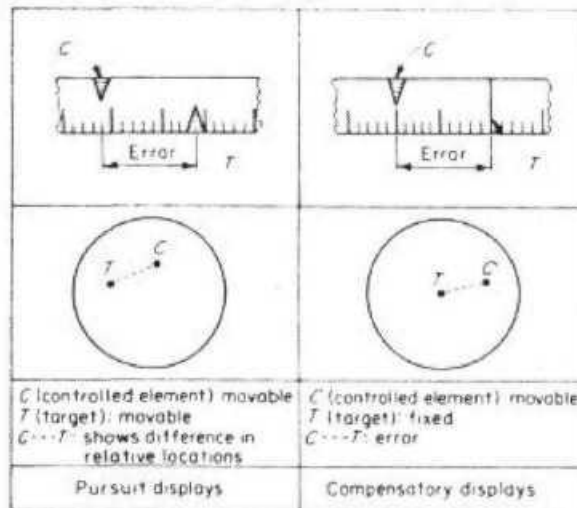 C
Error
T
C
Error
T
T
C
T
C
C (controlled element) movable
T (target): movable
C---T: shows difference in
relative locations
C (controlled element) movable
T (target): fixed
C---T: error
Pursuit displays
Compensatory displays